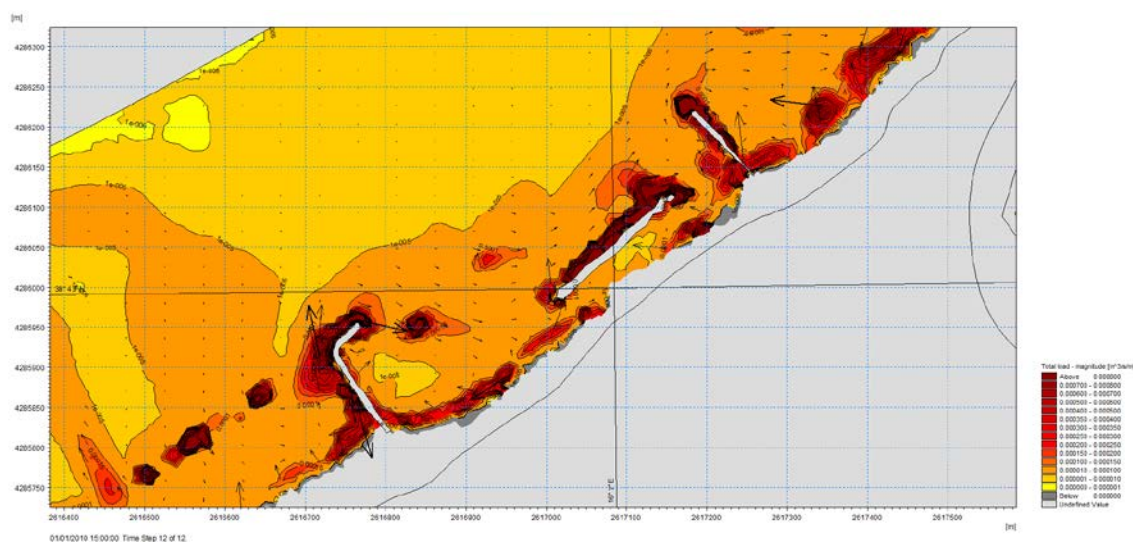 [m]
4286300
4286250
4286200
4286150
4286100
4286050
4286000
4285950
4285900
4285850
4285800
4285750
2616400 2616500 2616600 2616700 2616800 2616900 2617000 2617100 2617200 2617300 2617400 2617500
[m]
01/01/2010 15:00:00 Time Step 12 of 12.
Total load - magnitude [m^3/s/m]
Above 0.000800
0.000700 - 0.000800
0.000600 - 0.000700
0.000500 - 0.000600
0.000400 - 0.000500
0.000350 - 0.000400
0.000300 - 0.000350
0.000250 - 0.000300
0.000200 - 0.000250
0.000150 - 0.000200
0.000100 - 0.000150
0.000010 - 0.000100
0.000001 - 0.000010
0.000000 - 0.000001
Below 0.000000
Undefined Value